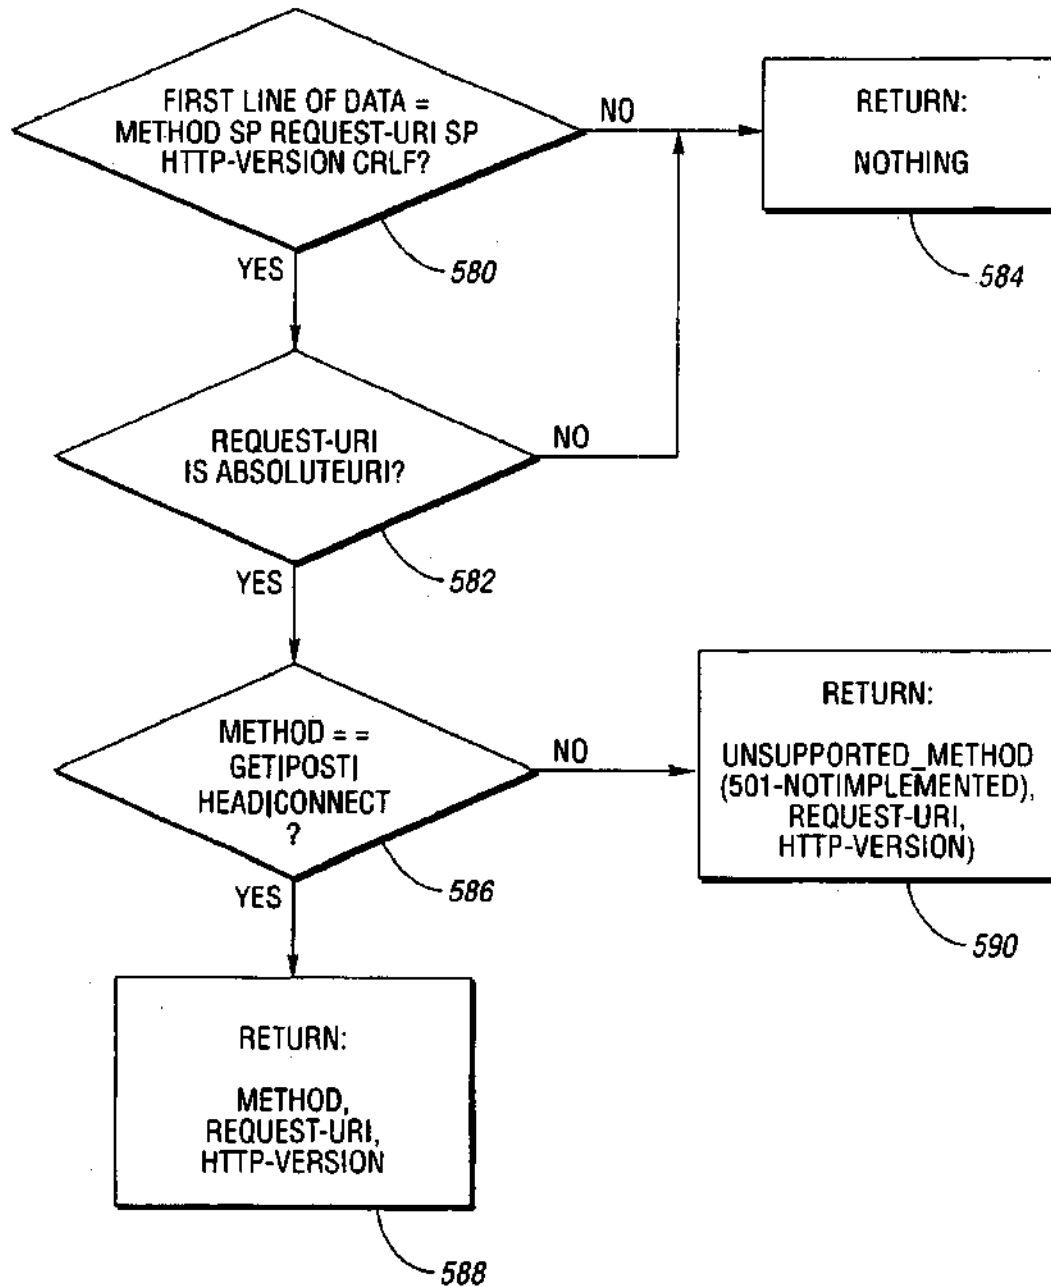 FIRST LINE OF DATA =
METHOD SP REQUEST-URI SP
HTTP-VERSION CRLF?
NO
RETURN:
NOTHING
584
YES
580
REQUEST-URI
IS ABSOLUTEURI?
NO
YES
582
METHOD = =
GET|POST|
HEAD|CONNECT
?
NO
RETURN:
UNSUPPORTED_METHOD
(501-NOTIMPLEMENTED),
REQUEST-URI,
HTTP-VERSION)
YES
586
590
RETURN:
METHOD,
REQUEST-URI,
HTTP-VERSION
588